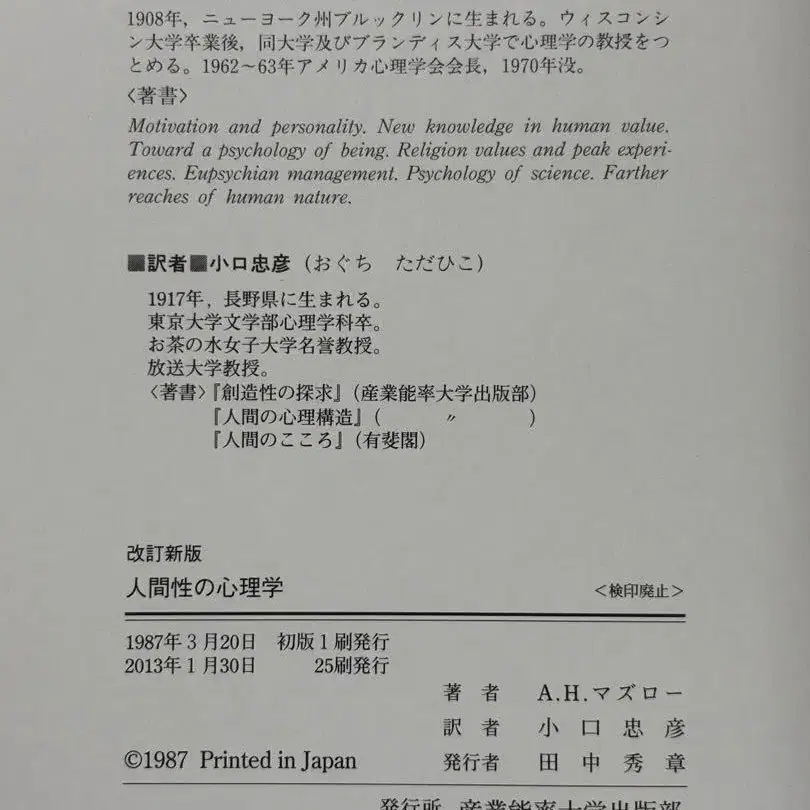 1908年，ニューヨーク州ブルックリンに生まれる。ウィスコンシ
ン大学卒業後，同大学及びブランディス大学で心理学の教授をつ
とめる。1962～63年アメリカ心理学会会長，1970年没。
〈著書〉
Motivation and personality. New knowledge in human value.
Toward a psychology of being. Religion values and peak experi-
ences. Eupsychian management. Psychology of science. Farther
reaches of human nature.
■訳者■小口忠彦（おぐち　ただひこ）
1917年，長野県に生まれる。
東京大学文学部心理学科卒。
お茶の水女子大学名誉教授。
放送大学教授。
〈著書〉『創造性の探求』（産業能率大学出版部）
『人間の心理構造』（　　　〃　　　）
『人間のこころ』（有斐閣）
改訂新版
人間性の心理学　　＜検印廃止＞
1987年3月20日　初版1刷発行
2013年1月30日　25刷発行
著者　A.H.マズロー
訳者　小口忠彦
©1987 Printed in Japan　発行者　田中秀章
発行所　産業能率大学出版部